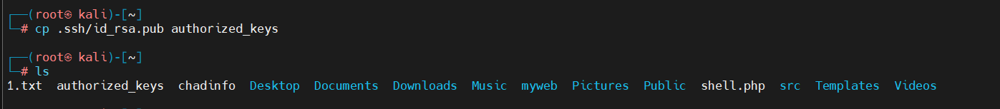 ┌──(root㉿ kali)-[~]
└─# cp .ssh/id_rsa.pub authorized_keys
┌──(root㉿ kali)-[~]
└─# ls
1.txt  authorized_keys  chadinfo  Desktop  Documents  Downloads  Music  myweb  Pictures  Public  shell.php  src  Templates  Videos